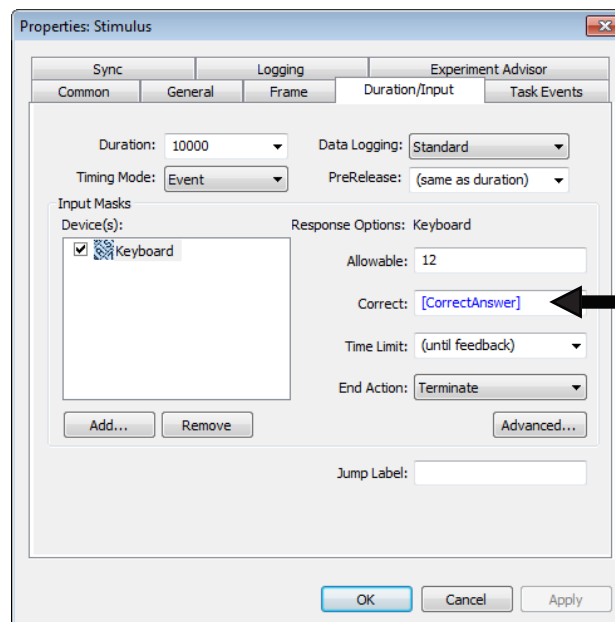 Properties: Stimulus
Sync Logging Experiment Advisor
Common General Frame Duration/Input Task Events
Duration: 10000 Data Logging: Standard
Timing Mode: Event PreRelease: (same as duration)
Input Masks
Device(s): Response Options: Keyboard
Keyboard
Allowable: 12
Correct: [CorrectAnswer]
Time Limit: (until feedback)
End Action: Terminate
Add... Remove Advanced...
Jump Label:
OK Cancel Apply